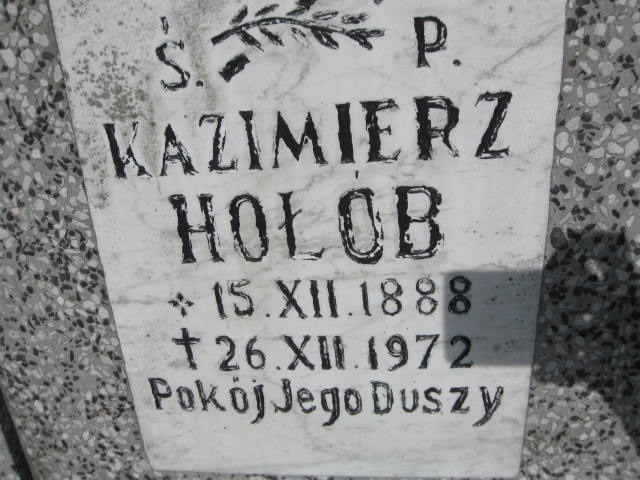 Ś. P.
KAZIMIERZ
HOŁÓB
* 15.XII.1888
† 26.XII.1972
Pokój Jego Duszy